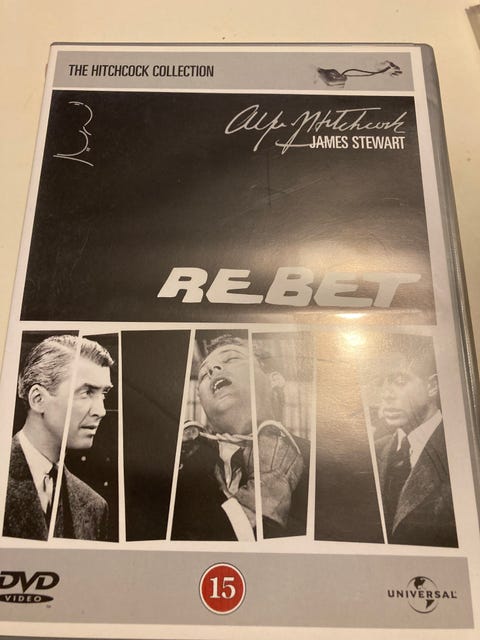 THE HITCHCOCK COLLECTION
Alfred Hitchcock
JAMES STEWART
REBET
DVD
VIDEO
15
UNIVERSAL